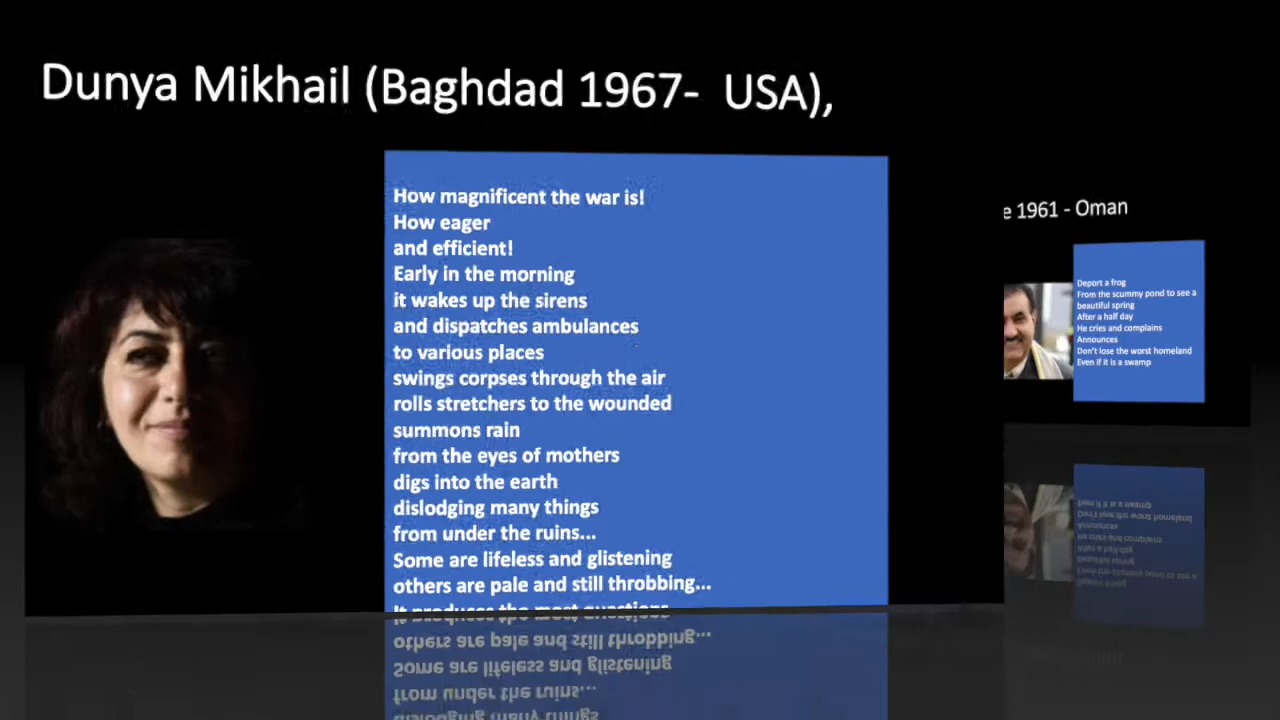 Dunya Mikhail (Baghdad 1967-  USA),
How magnificent the war is!
How eager
and efficient!
Early in the morning
it wakes up the sirens
and dispatches ambulances
to various places
swings corpses through the air
rolls stretchers to the wounded
summons rain
from the eyes of mothers
digs into the earth
dislodging many things
from under the ruins...
Some are lifeless and glistening
others are pale and still throbbing...
It produces the most questions
e 1961 - Oman
Deport a frog
From the scummy pond to see a
beautiful spring
After a half day
He cries and complains
Announces
Don't lose the worst homeland
Even if it is a swamp